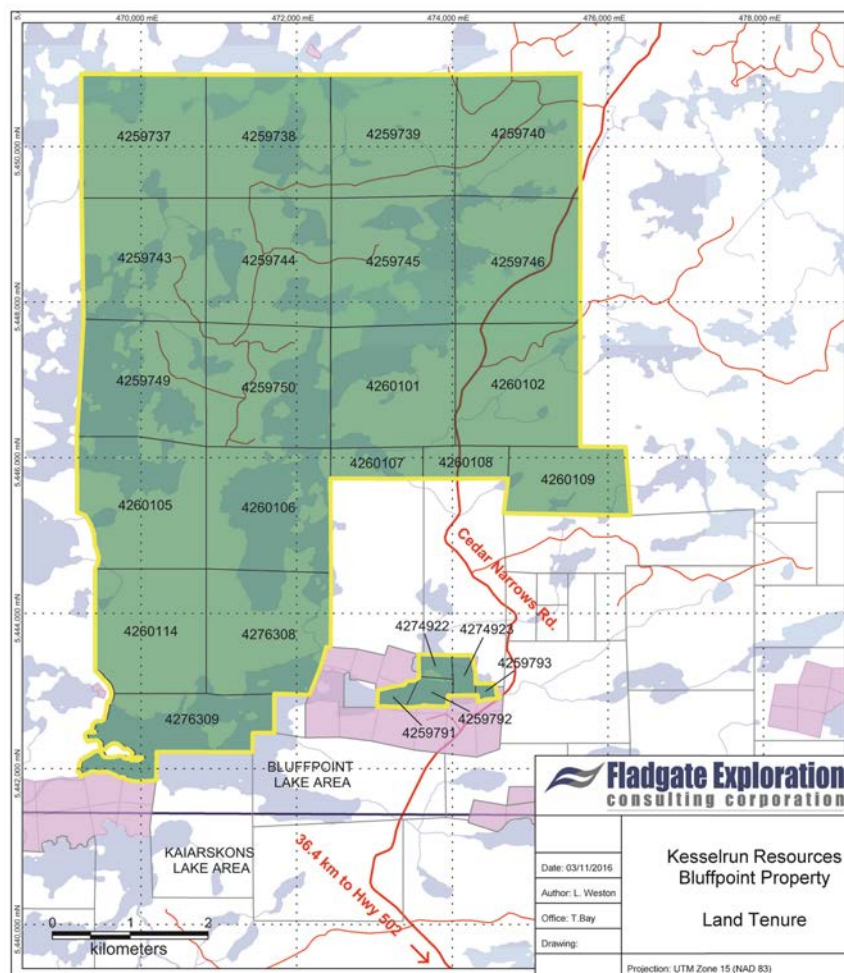 470,000 mE
472,000 mE
474,000 mE
476,000 mE
478,000 mE
5,450,000 mN
5,448,000 mN
5,446,000 mN
5,444,000 mN
5,442,000 mN
5,440,000 mN
4259737
4259738
4259739
4259740
4259743
4259744
4259745
4259746
4259749
4259750
4260101
4260102
4260107
4260108
4260109
4260105
4260106
Cedar Narrows Rd.
4260114
4276308
4274922
4274923
4259793
4276309
4259791
4259792
BLUFFPOINT
LAKE AREA
KAIARSKONS
LAKE AREA
36.4 km to Hwy 502
0 1 2
kilometers
Fladgate Exploration
consulting corporation
Date: 03/11/2016
Author: L. Weston
Office: T.Bay
Drawing:
Kesselrun Resources
Bluffpoint Property
Land Tenure
Projection: UTM Zone 15 (NAD 83)